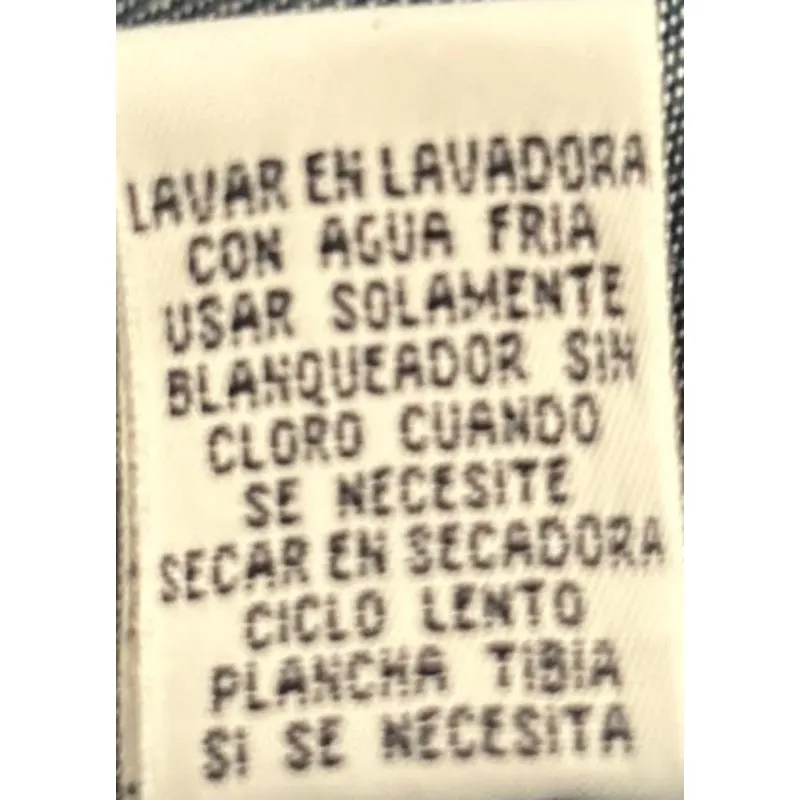 LAVAR EN LAVADORA
CON AGUA FRIA
USAR SOLAMENTE
BLANQUEADOR SIN
CLORO CUANDO
SE NECESITE
SECAR EN SECADORA
CICLO LENTO
PLANCHA TIBIA
SI SE NECESITA